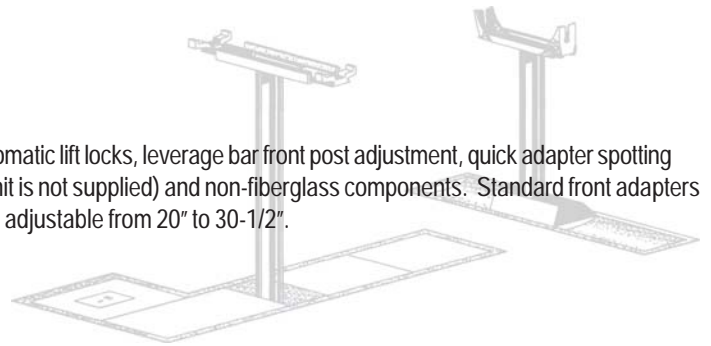 omatic lift locks, leverage bar front post adjustment, quick adapter spotting
nit is not supplied) and non-fiberglass components. Standard front adapters
adjustable from 20" to 30-1/2".